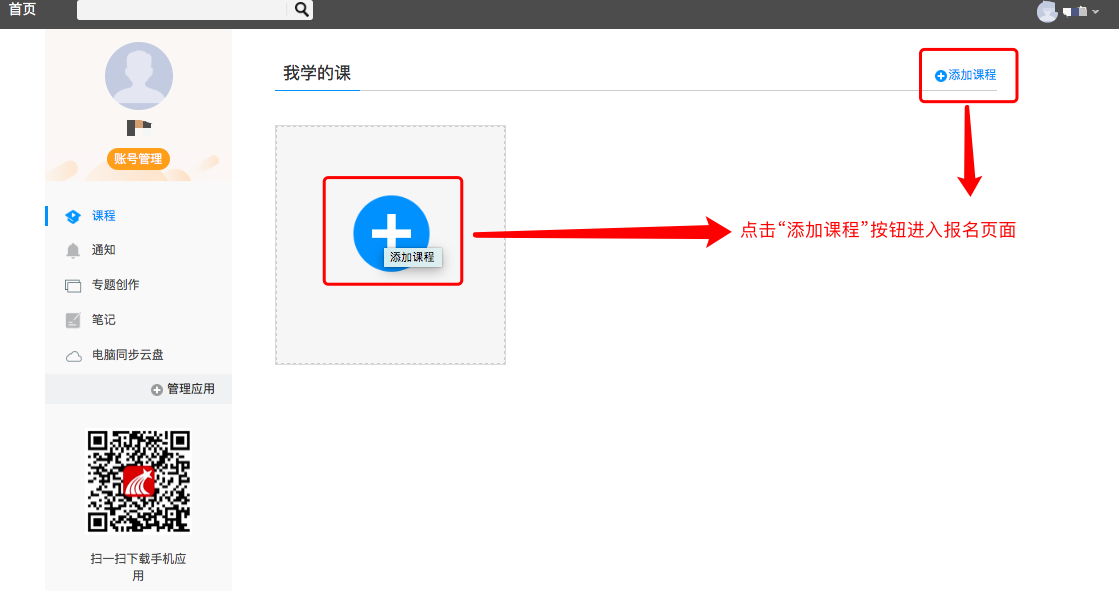 首页
账号管理
课程
通知
专题创作
笔记
电脑同步云盘
管理应用
扫一扫下载手机应
用
我学的课
添加课程
添加课程
点击“添加课程”按钮进入报名页面